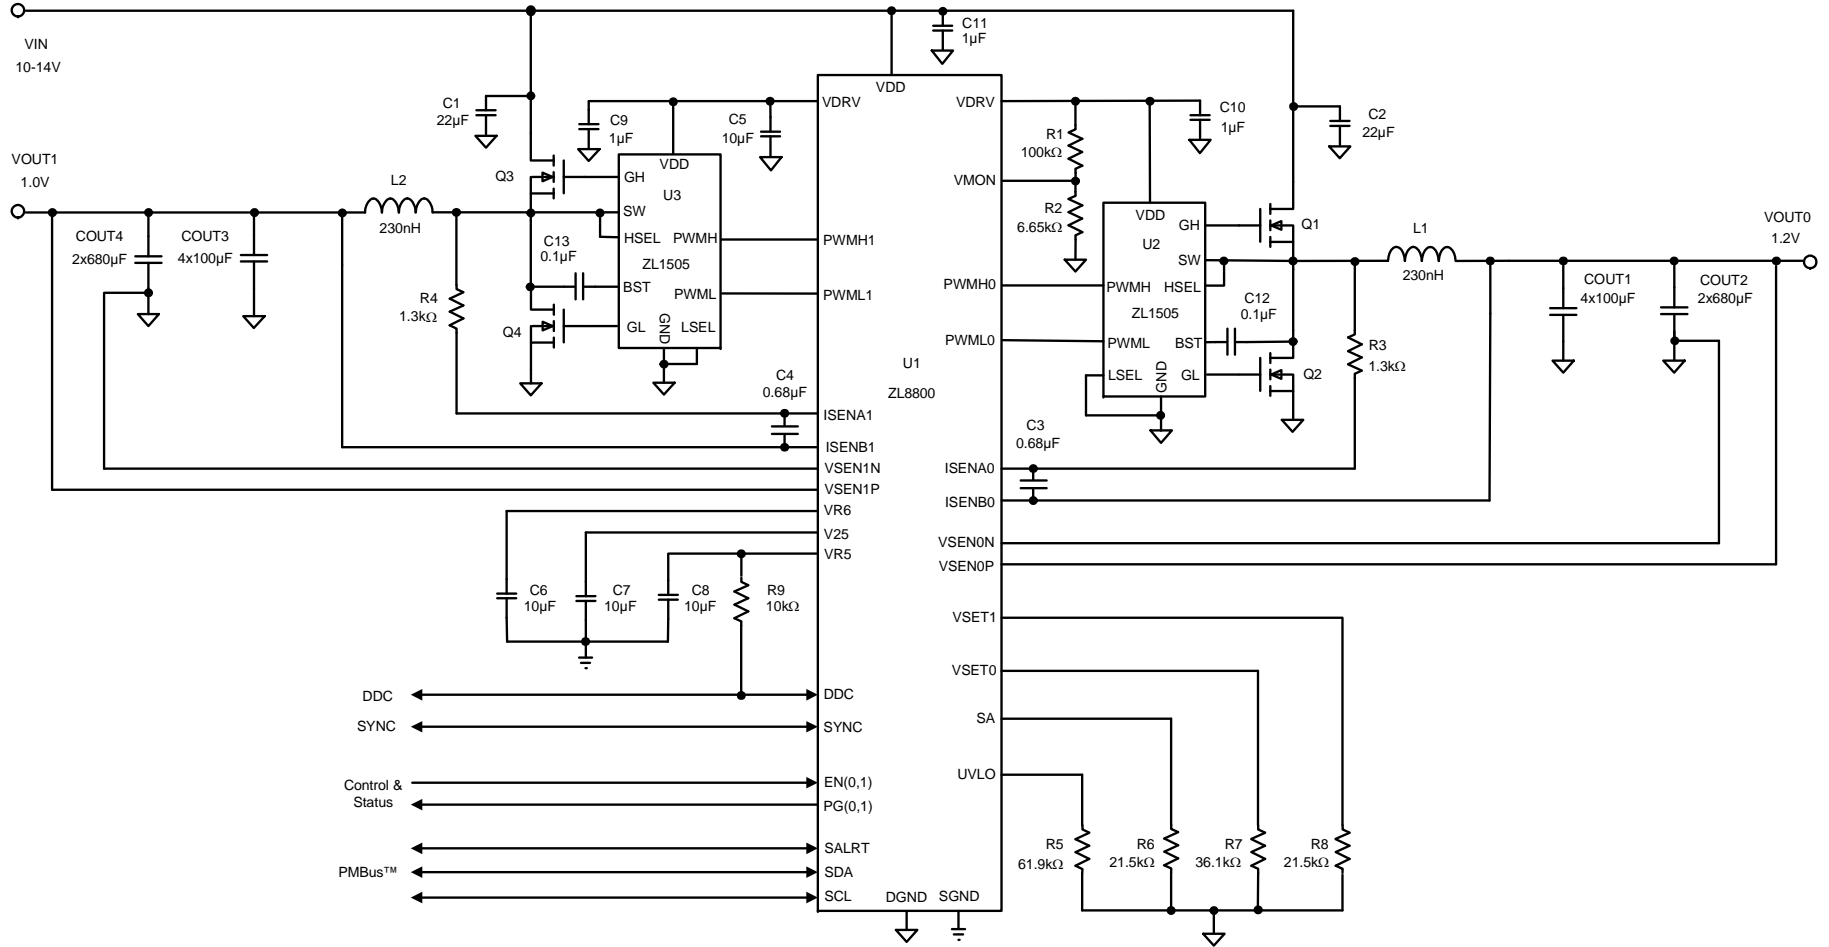 VIN
10-14V
C11
1µF
VDD
C1
22µF
C9
1µF
C5
10µF
VDRV
VDRV
C10
1µF
C2
22µF
R1
100kΩ
VOUT1
1.0V
L2
230nH
Q3
VDD
GH
U3
SW
HSEL
PWMH
ZL1505
BST
PWML
GL
GND
LSEL
VMON
R2
6.65kΩ
COUT4
2x680µF
COUT3
4x100µF
C13
0.1µF
R4
1.3kΩ
Q4
PWMH1
PWML1
PWMH0
PWML0
VDD
GH
U2
SW
HSEL
PWMH
ZL1505
PWML
BST
LSEL
GND
GL
Q1
L1
230nH
VOUT0
1.2V
C12
0.1µF
COUT1
4x100µF
COUT2
2x680µF
R3
1.3kΩ
Q2
U1
ZL8800
C4
0.68µF
ISENA1
ISENB1
VSEN1N
VSEN1P
VR6
V25
VR5
C3
0.68µF
ISENA0
ISENB0
VSEN0N
VSEN0P
C6
10µF
C7
10µF
C8
10µF
R9
10kΩ
VSET1
VSET0
SA
UVLO
DDC
DDC
SYNC
SYNC
Control &
Status
EN(0,1)
PG(0,1)
SALRT
PMBus™
SDA
SCL
DGND
SGND
R5
61.9kΩ
R6
21.5kΩ
R7
36.1kΩ
R8
21.5kΩ